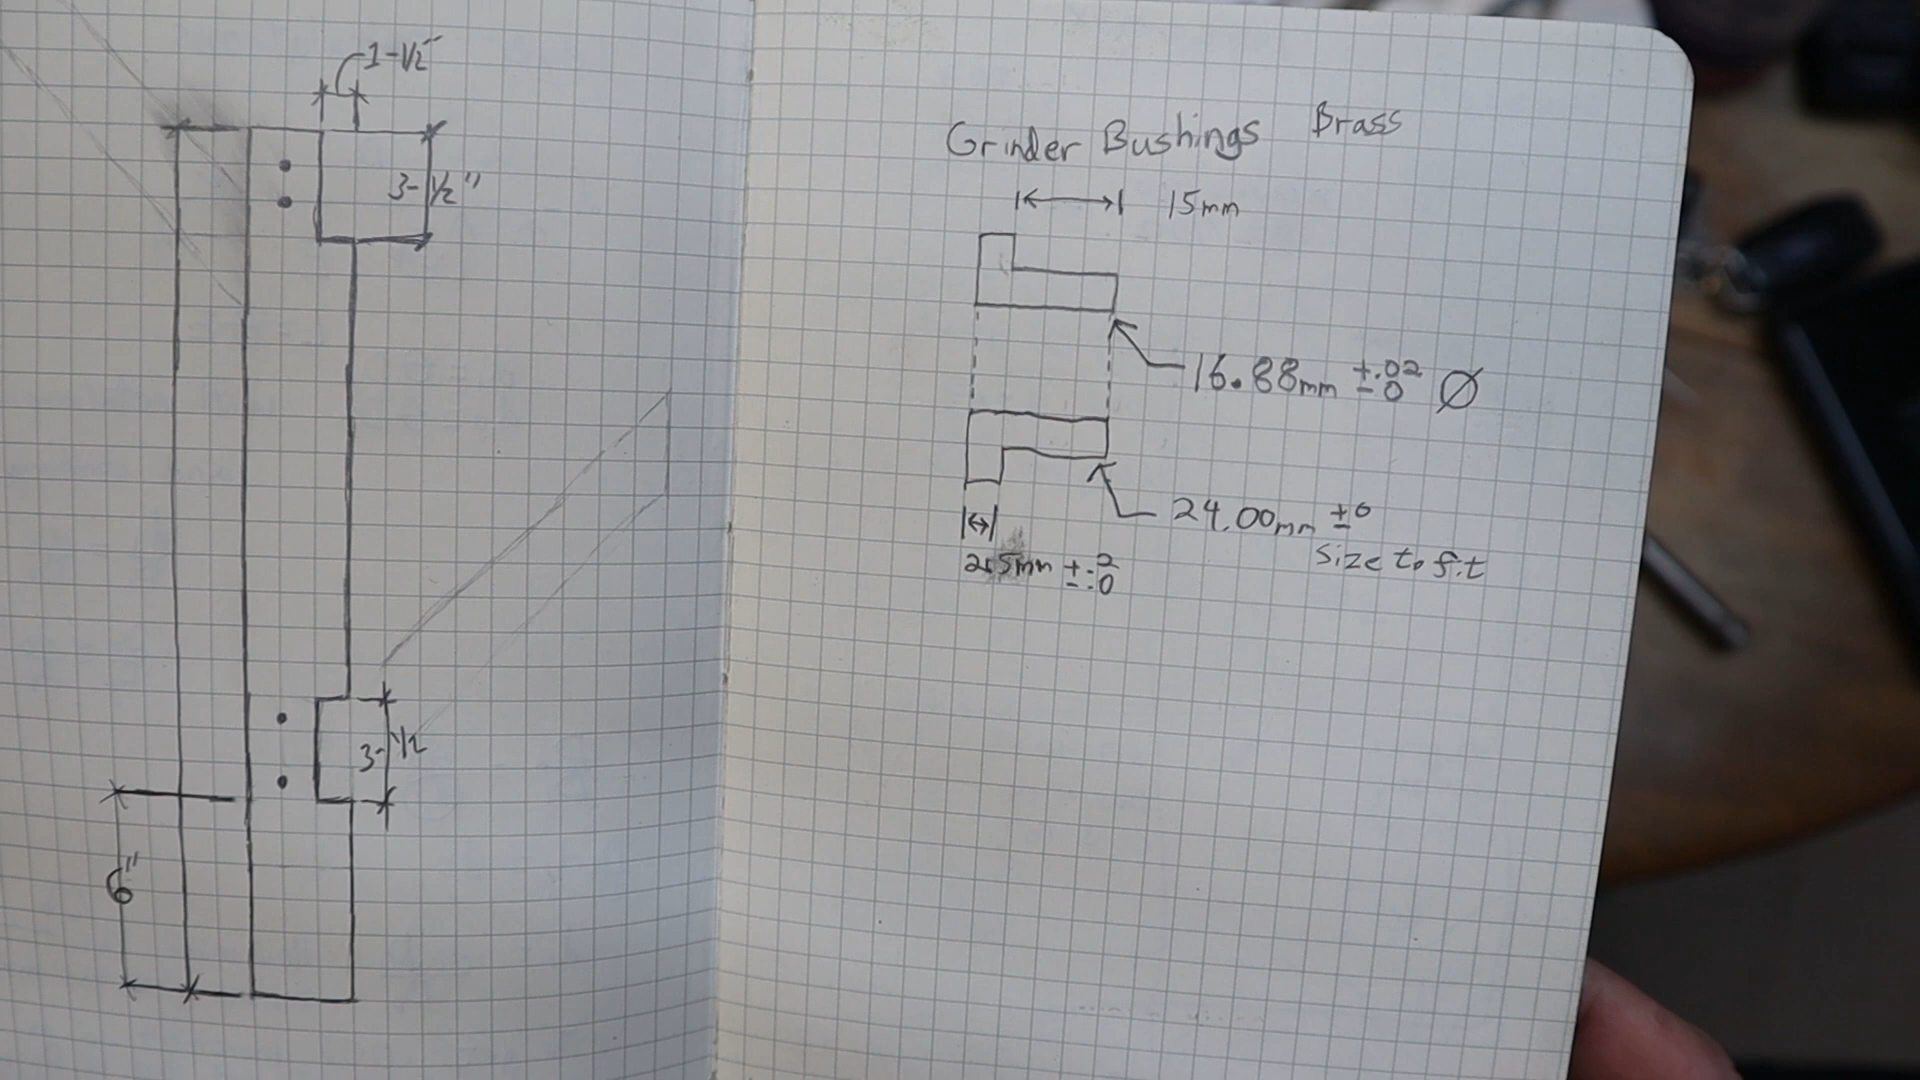 1-1/2"
3-1/2"
3-1/2
6"
Grinder Bushings Brass
15mm
16.88mm +.02 -0 Ø
24.00mm ±0
Size to fit
2.5mm +.2 -.0